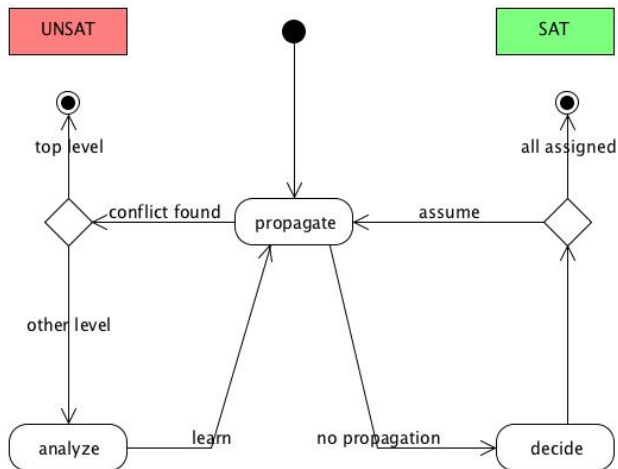 UNSAT
SAT
top level
all assigned
conflict found
propagate
assume
other level
analyze
learn
no propagation
decide